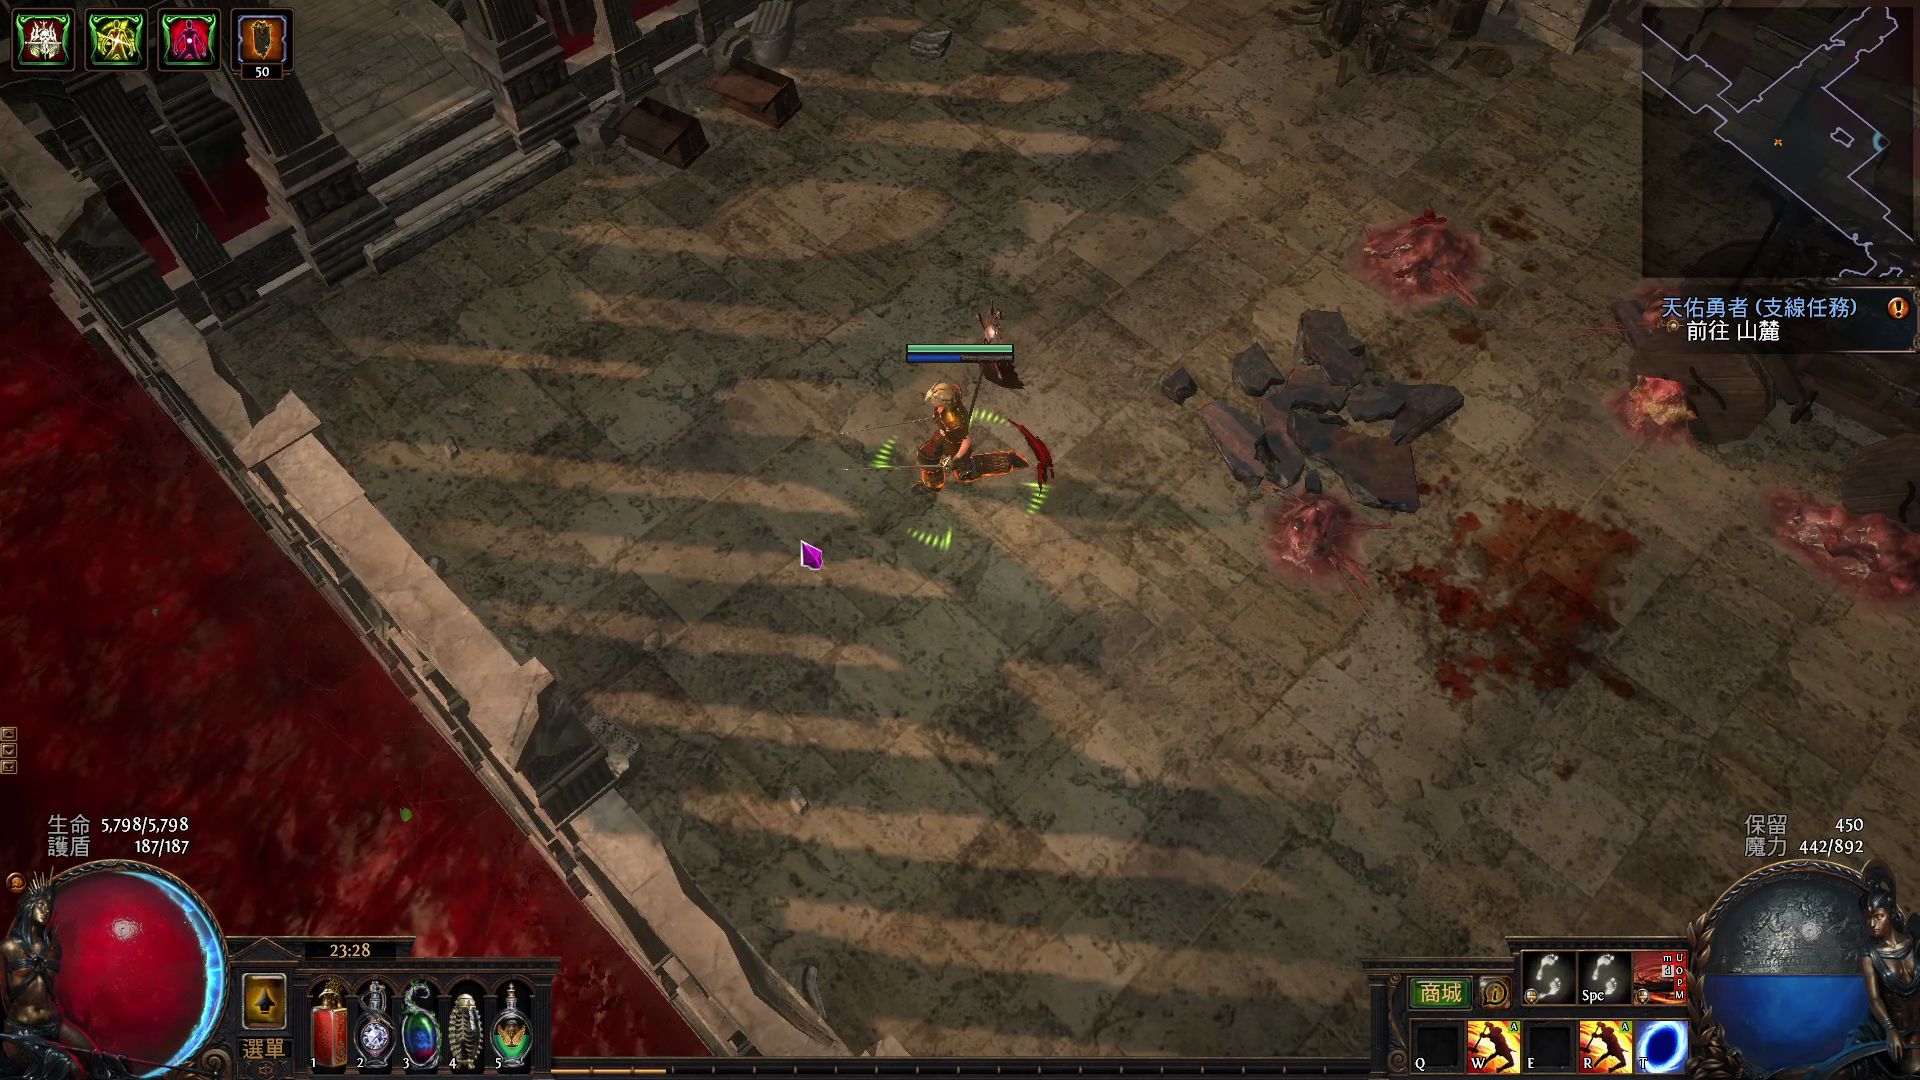 50
天佑勇者 (支線任務)
前往 山麓
生命 5,798/5,798
護盾 187/187
保留 450
魔力 442/892
23:28
選單
1
2
3
4
5
商城
Spc
m U
d O
P
M
Q
W A
E
R A
T